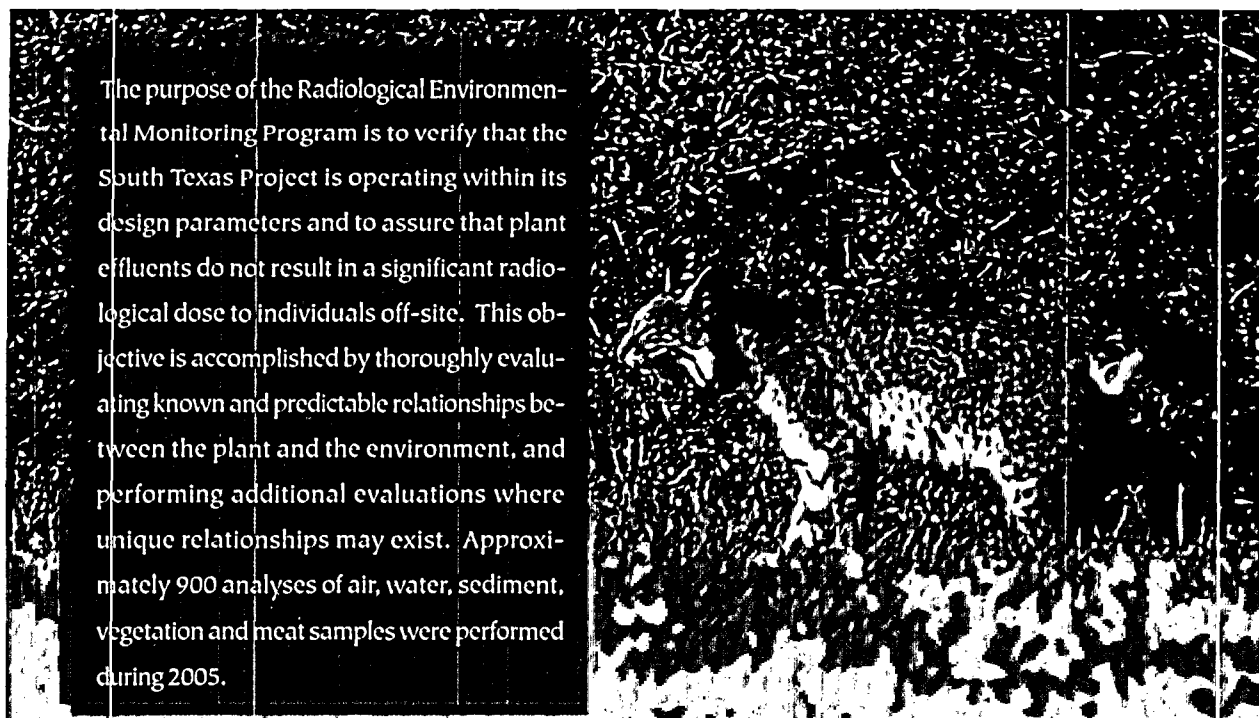 The purpose of the Radiological Environmen-
tal Monitoring Program is to verify that the
South Texas Project is operating within its
design parameters and to assure that plant
effluents do not result in a significant radio-
logical dose to individuals off-site. This ob-
jective is accomplished by thoroughly evalu-
ating known and predictable relationships be-
tween the plant and the environment, and
performing additional evaluations where
unique relationships may exist. Approxi-
mately 900 analyses of air, water, sediment,
vegetation and meat samples were performed
during 2005.